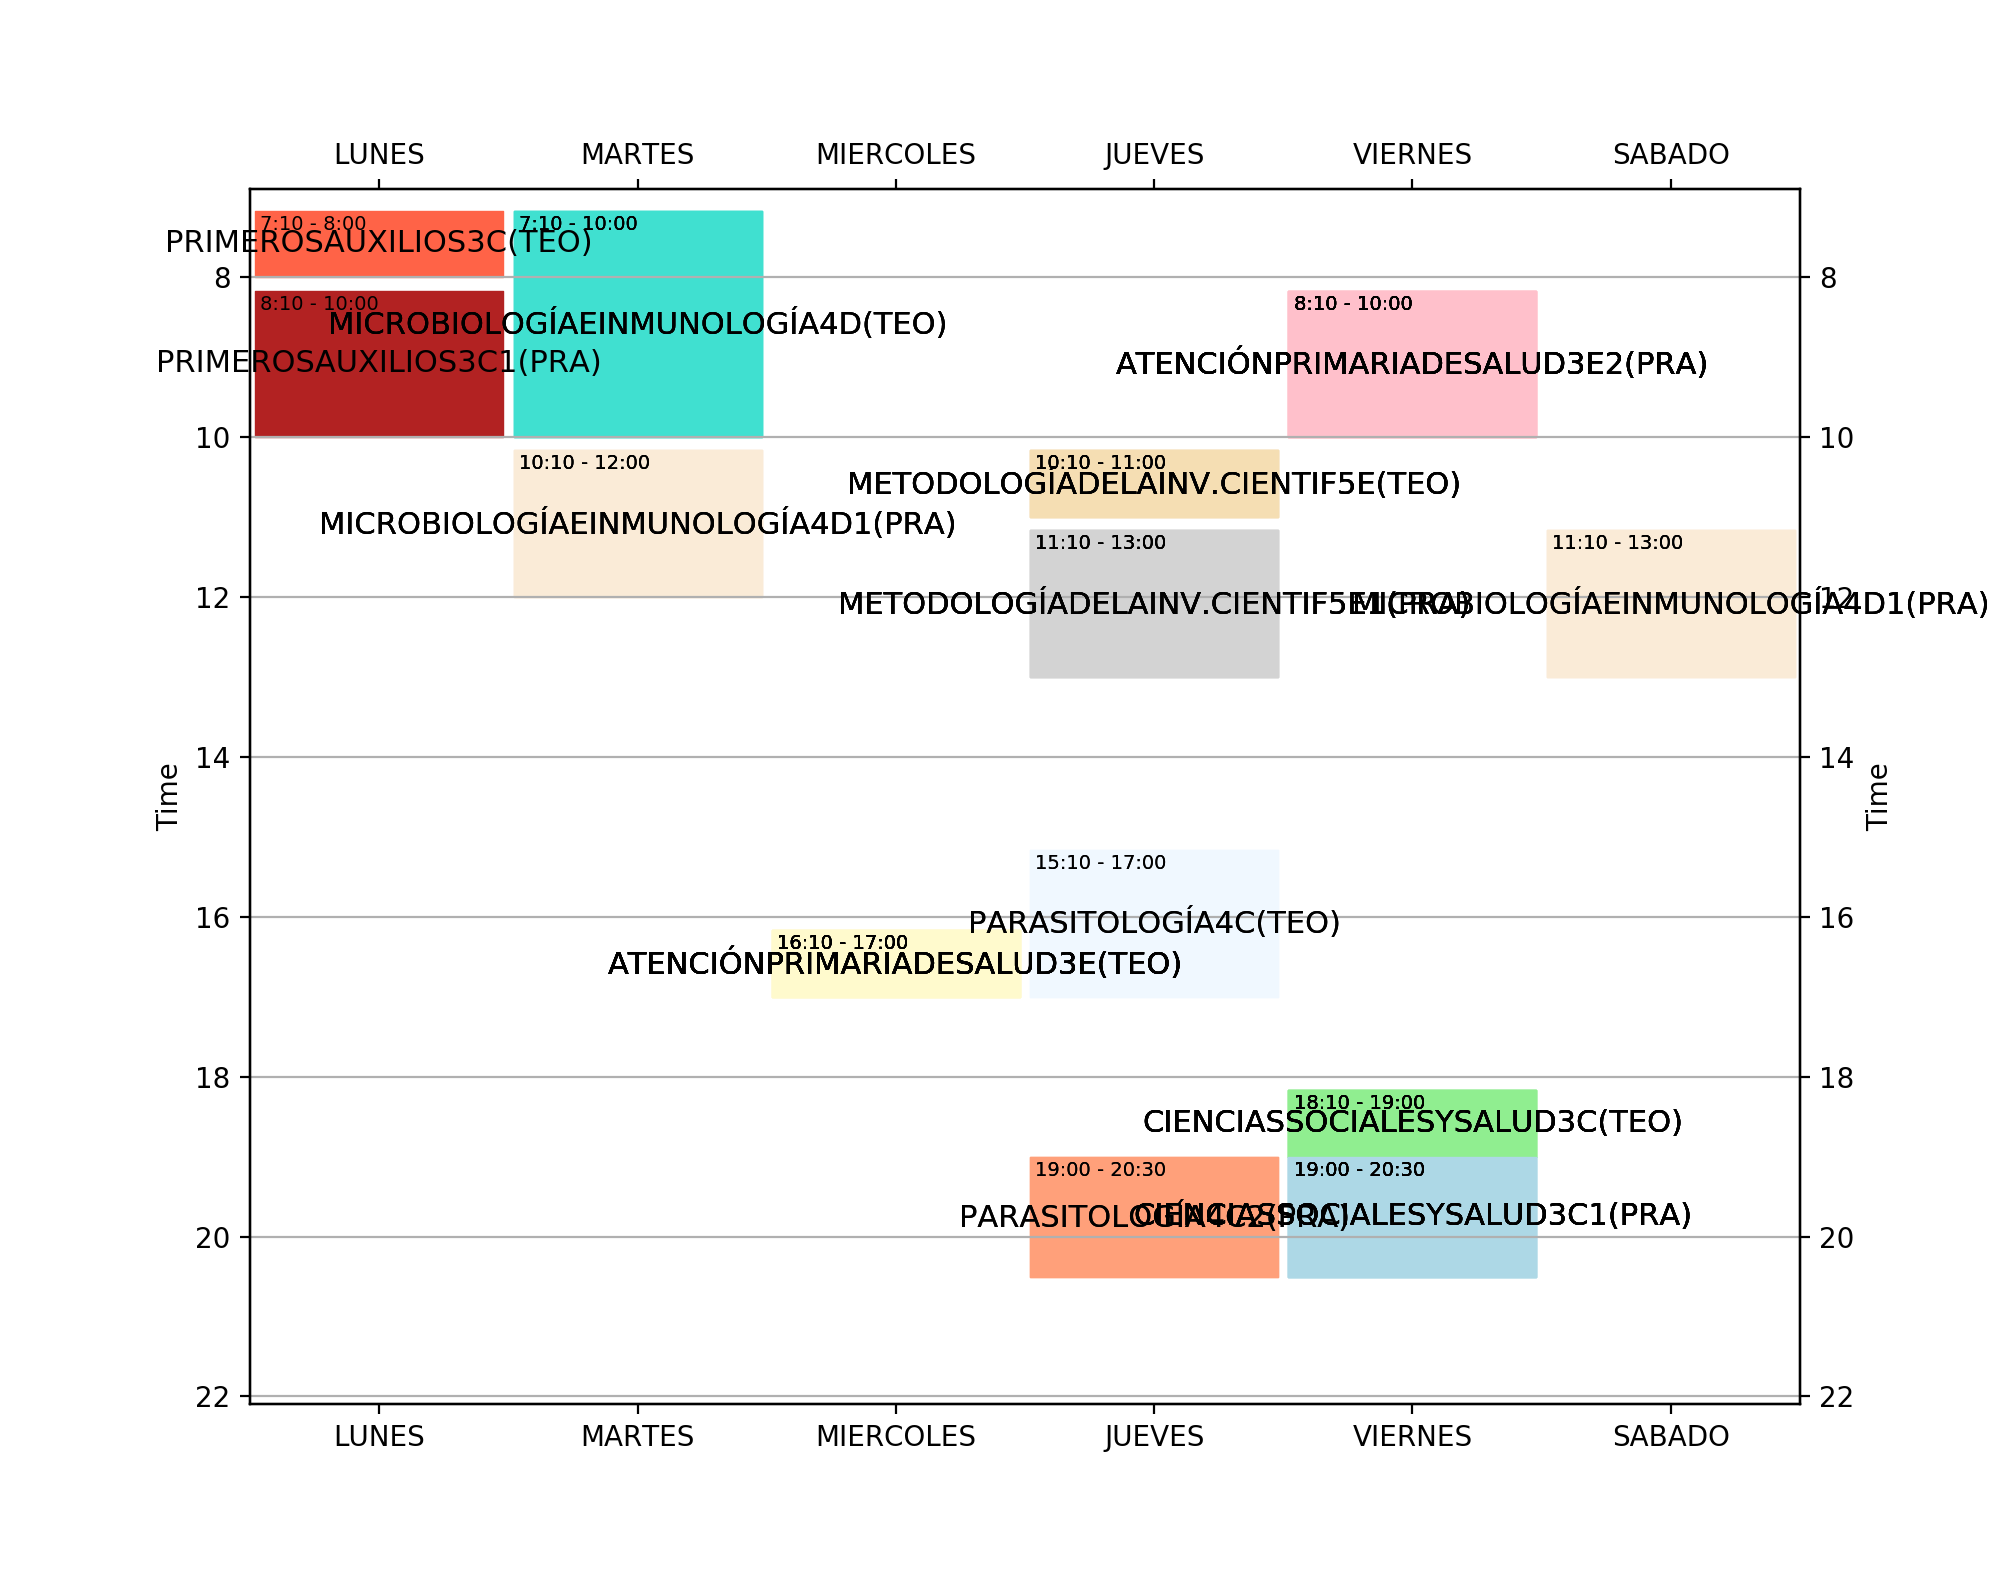 LUNES MARTES MIERCOLES JUEVES VIERNES SABADO
7:10 - 8:00
PRIMEROSAUXILIOS3C(TEO)
7:10 - 10:00
MICROBIOLOGÍAEINMUNOLOGÍA4D(TEO)
8 8
8:10 - 10:00
PRIMEROSAUXILIOS3C1(PRA)
8:10 - 10:00
ATENCIÓNPRIMARIADESALUD3E2(PRA)
10 10
10:10 - 12:00
MICROBIOLOGÍAEINMUNOLOGÍA4D1(PRA)
10:10 - 11:00
METODOLOGÍADELAINV.CIENTIF5E(TEO)
11:10 - 13:00
METODOLOGÍADELAINV.CIENTIF5E1(PRA)
11:10 - 13:00
MICROBIOLOGÍAEINMUNOLOGÍA4D1(PRA)
12 12
14 14
Time Time
15:10 - 17:00
PARASITOLOGÍA4C(TEO)
16 16
16:10 - 17:00
ATENCIÓNPRIMARIADESALUD3E(TEO)
18 18
18:10 - 19:00
CIENCIASSOCIALESYSALUD3C(TEO)
19:00 - 20:30
PARASITOLOGÍA4C2(PRA)
19:00 - 20:30
CIENCIASSOCIALESYSALUD3C1(PRA)
20 20
22 22
LUNES MARTES MIERCOLES JUEVES VIERNES SABADO